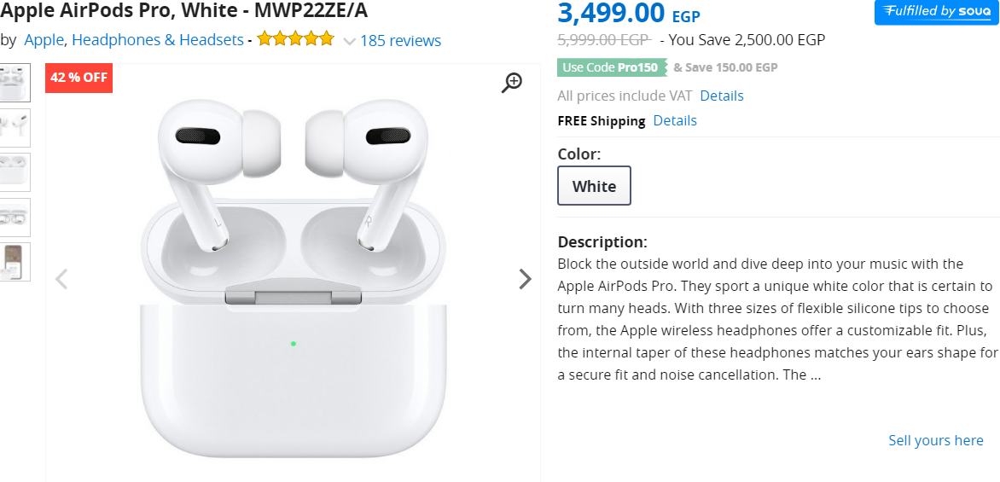 Apple AirPods Pro, White - MWP22ZE/A
by Apple, Headphones & Headsets - 185 reviews
42 % OFF
L
R
3,499.00 EGP
Fulfilled by souq
5,999.00 EGP - You Save 2,500.00 EGP
Use Code Pro150 & Save 150.00 EGP
All prices include VAT Details
FREE Shipping Details
Color:
White
Description:
Block the outside world and dive deep into your music with the
Apple AirPods Pro. They sport a unique white color that is certain to
turn many heads. With three sizes of flexible silicone tips to choose
from, the Apple wireless headphones offer a customizable fit. Plus,
the internal taper of these headphones matches your ears shape for
a secure fit and noise cancellation. The ...
Sell yours here